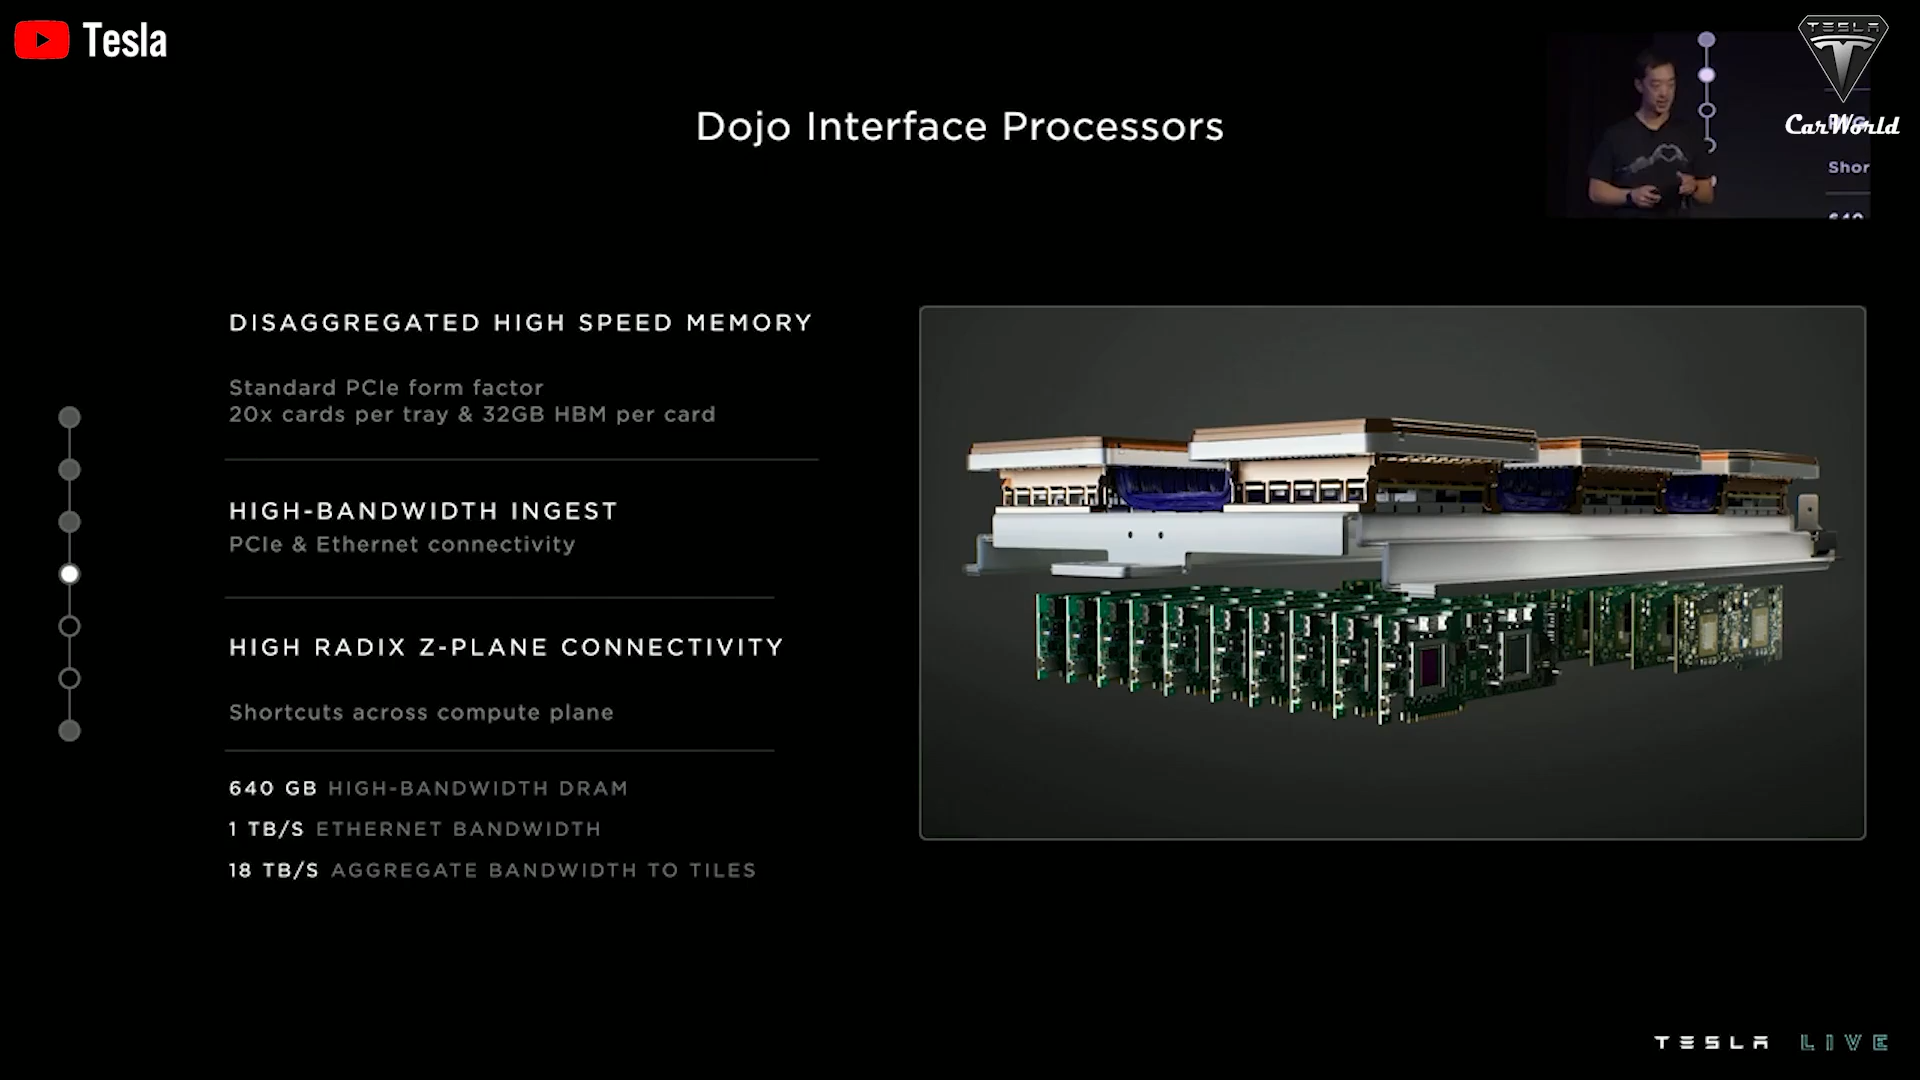 Tesla
TESLA
CarWorld
Shor
640
Dojo Interface Processors
DISAGGREGATED HIGH SPEED MEMORY
Standard PCIe form factor
20x cards per tray & 32GB HBM per card
HIGH-BANDWIDTH INGEST
PCIe & Ethernet connectivity
HIGH RADIX Z-PLANE CONNECTIVITY
Shortcuts across compute plane
640 GB HIGH-BANDWIDTH DRAM
1 TB/S ETHERNET BANDWIDTH
18 TB/S AGGREGATE BANDWIDTH TO TILES
TESLA LIVE